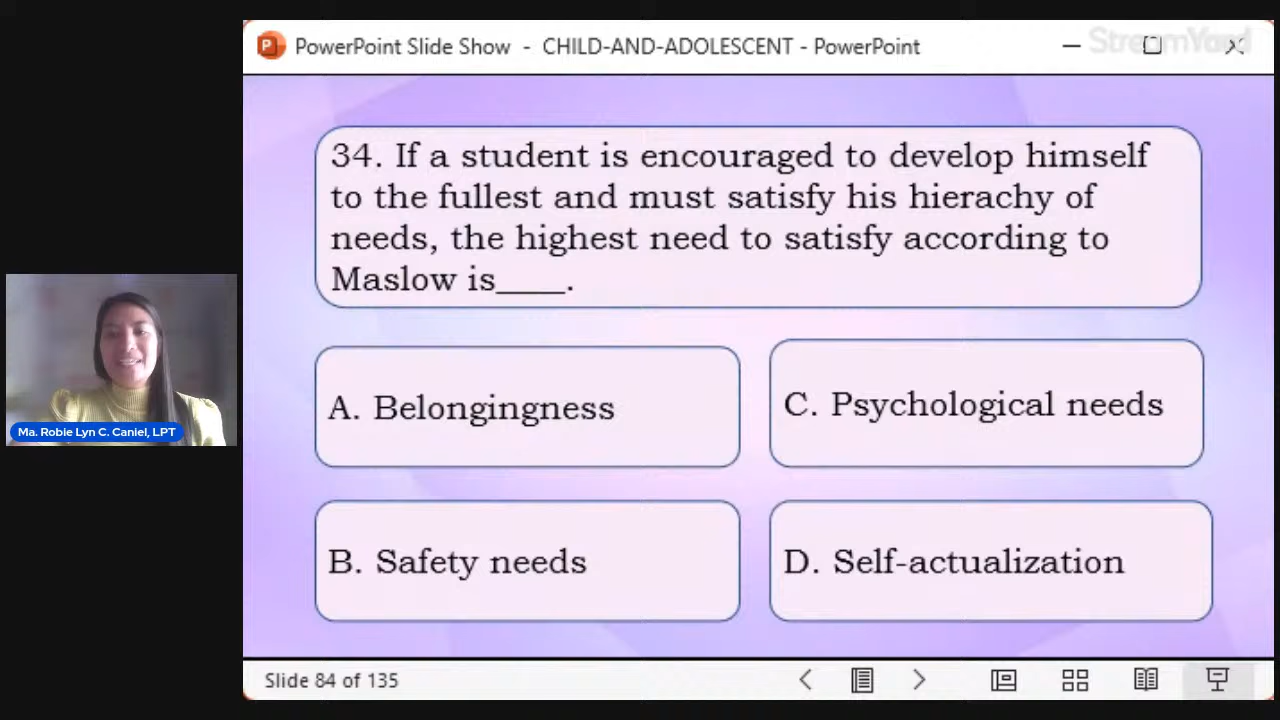 PowerPoint Slide Show - CHILD-AND-ADOLESCENT - PowerPoint
StreamYard
34. If a student is encouraged to develop himself
to the fullest and must satisfy his hierachy of
needs, the highest need to satisfy according to
Maslow is____.
A. Belongingness
C. Psychological needs
B. Safety needs
D. Self-actualization
Ma. Robie Lyn C. Caniel, LPT
Slide 84 of 135